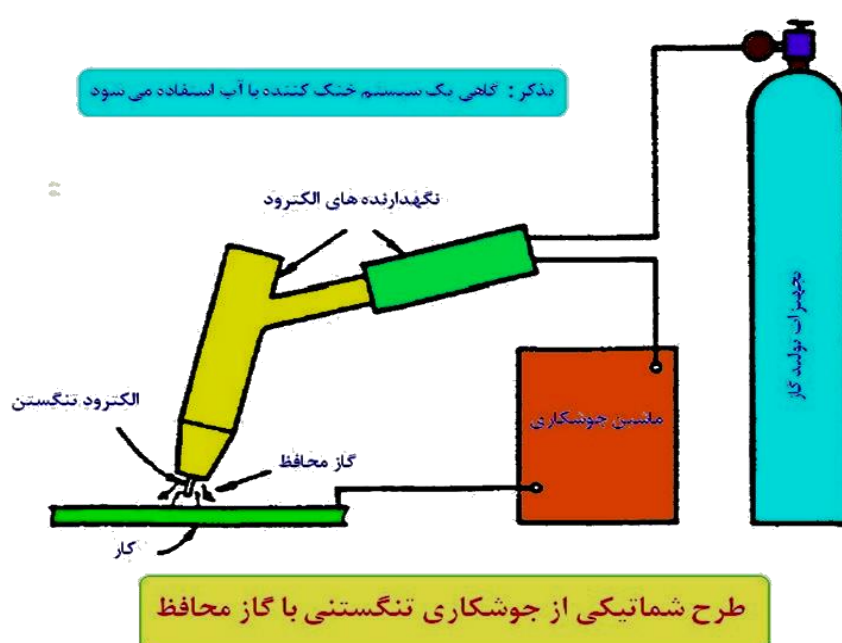 تذکر : گاهی یک سیستم خنک کننده با آب استفاده می شود
نگهدارنده های الکترود
تجهیزات تولید گاز
الکترود تنگستن
ماشین جوشکاری
گاز محافظ
کار
طرح شماتیکی از جوشکاری تنگستنی با گاز محافظ